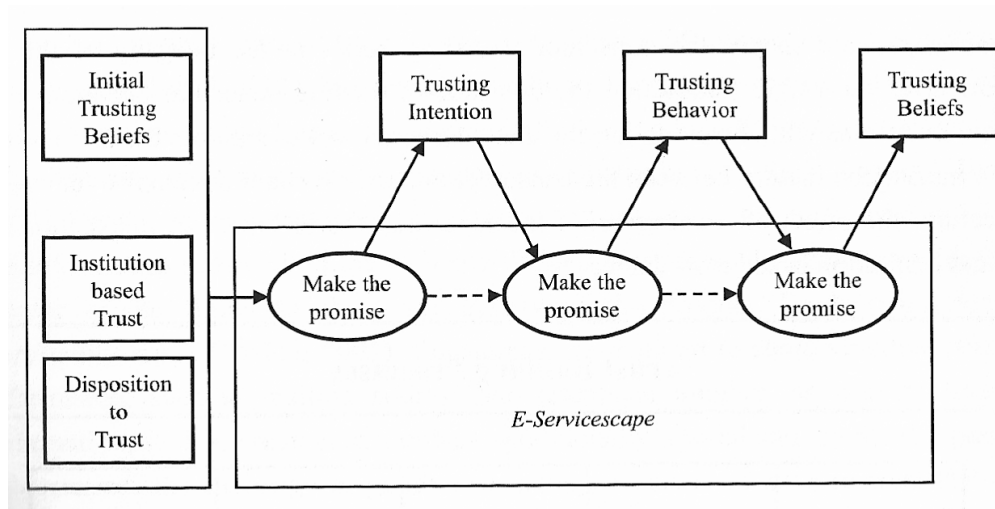 Initial
Trusting
Beliefs
Institution
based
Trust
Disposition
to
Trust
Trusting
Intention
Trusting
Behavior
Trusting
Beliefs
Make the
promise
Make the
promise
Make the
promise
E-Servicescape